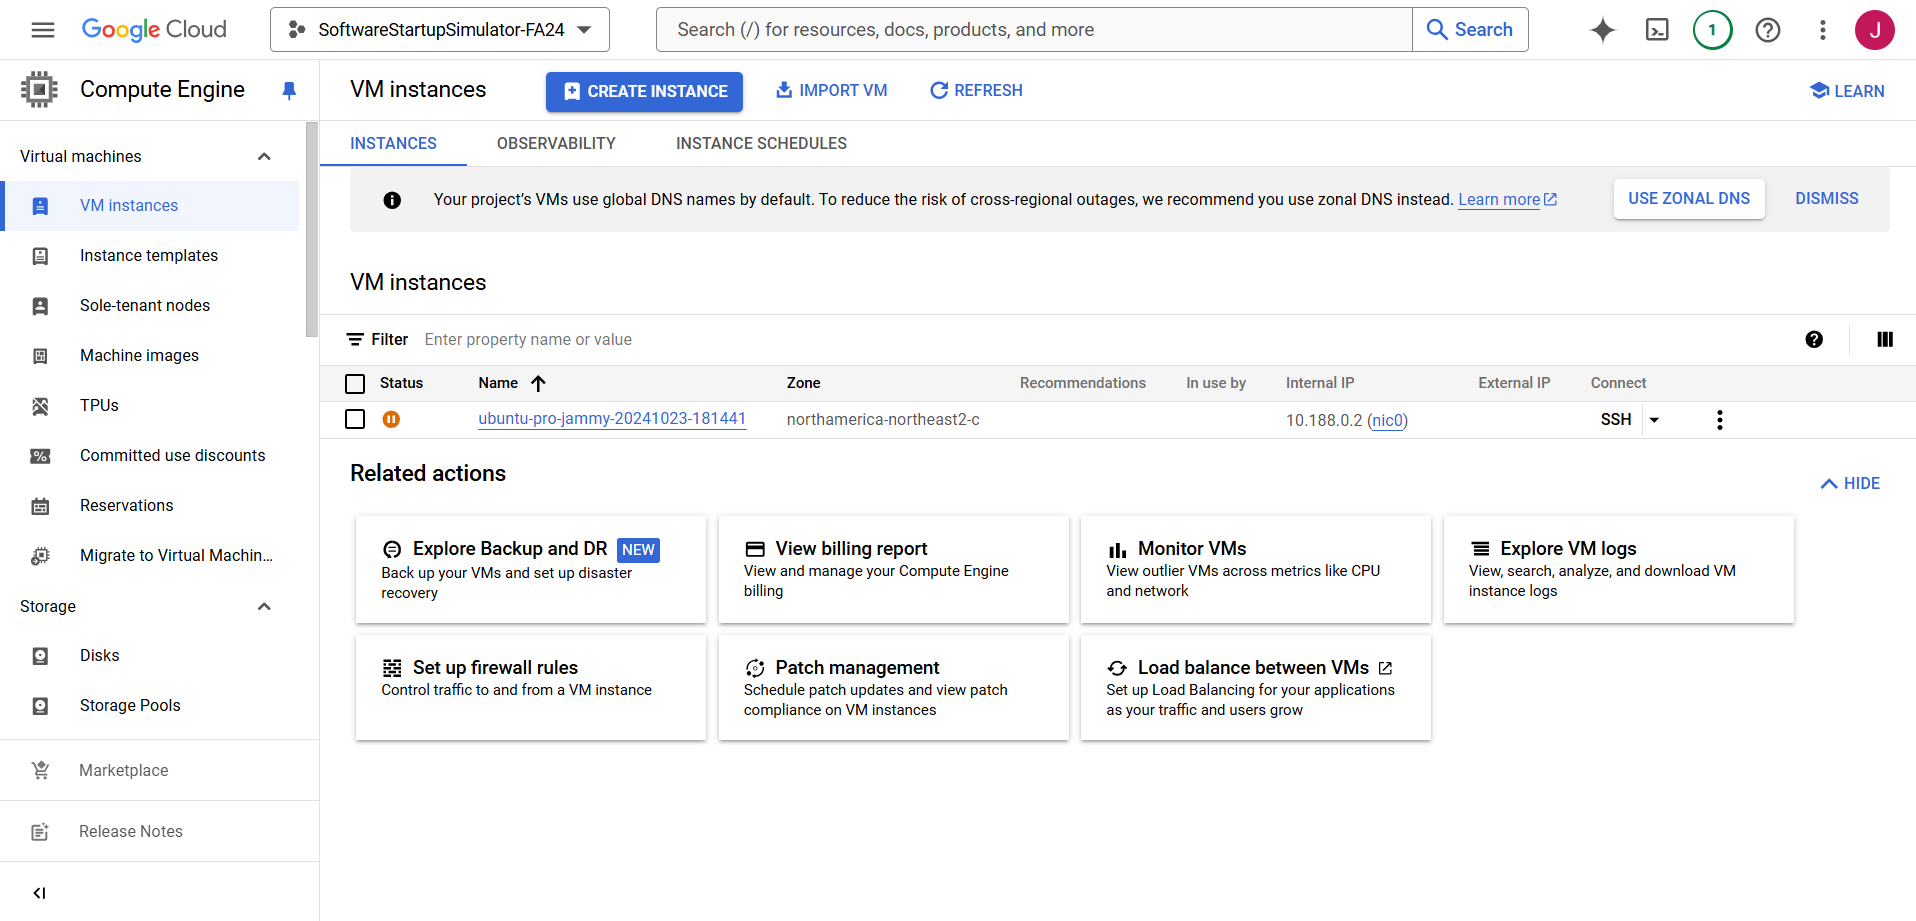 Google Cloud
SoftwareStartupSimulator-FA24
Search (/) for resources, docs, products, and more
Search
1
J
Compute Engine
VM instances
CREATE INSTANCE
IMPORT VM
REFRESH
LEARN
Virtual machines
VM instances
Instance templates
Sole-tenant nodes
Machine images
TPUs
Committed use discounts
Reservations
Migrate to Virtual Machin...
Storage
Disks
Storage Pools
Marketplace
Release Notes
INSTANCES
OBSERVABILITY
INSTANCE SCHEDULES
Your project's VMs use global DNS names by default. To reduce the risk of cross-regional outages, we recommend you use zonal DNS instead. Learn more
USE ZONAL DNS
DISMISS
VM instances
Filter
Enter property name or value
Status Name Zone Recommendations In use by Internal IP External IP Connect
ubuntu-pro-jammy-20241023-181441 northamerica-northeast2-c 10.188.0.2 (nic0) SSH
Related actions
HIDE
Explore Backup and DR NEW
Back up your VMs and set up disaster
recovery
View billing report
View and manage your Compute Engine
billing
Monitor VMs
View outlier VMs across metrics like CPU
and network
Explore VM logs
View, search, analyze, and download VM
instance logs
Set up firewall rules
Control traffic to and from a VM instance
Patch management
Schedule patch updates and view patch
compliance on VM instances
Load balance between VMs
Set up Load Balancing for your applications
as your traffic and users grow